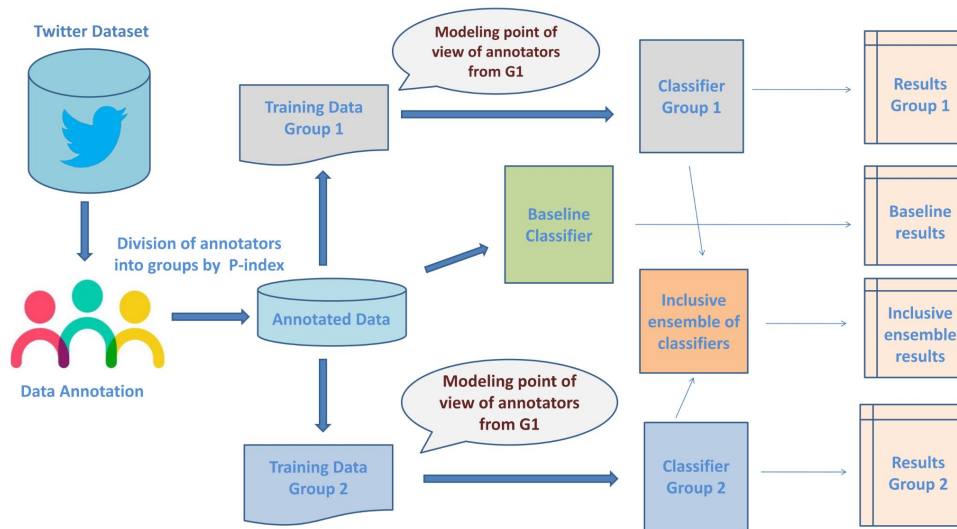 Twitter Dataset
Modeling point of
view of annotators
from G1
Training Data
Group 1
Classifier
Group 1
Results
Group 1
Division of annotators
into groups by P-index
Baseline
Classifier
Baseline
results
Annotated Data
Inclusive
ensemble of
classifiers
Inclusive
ensemble
results
Data Annotation
Modeling point of
view of annotators
from G1
Training Data
Group 2
Classifier
Group 2
Results
Group 2